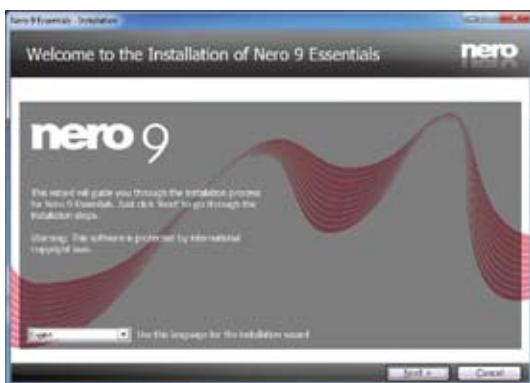 Nero 9 Essentials - Installation
Welcome to the Installation of Nero 9 Essentials
nero
nero 9
This wizard will guide you through the installation process
for Nero 9 Essentials. Just click 'Next' to go through the
installation steps.
Warning: This software is protected by international
copyright laws.
English
Use this language for the installation wizard
Next >
Cancel